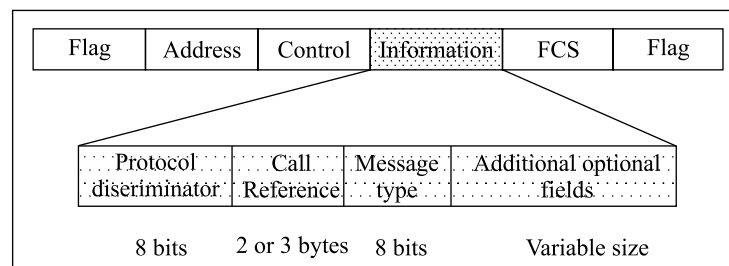 Flag Address Control Information FCS Flag
Protocol discriminator Call Reference Message type Additional optional fields
8 bits 2 or 3 bytes 8 bits Variable size